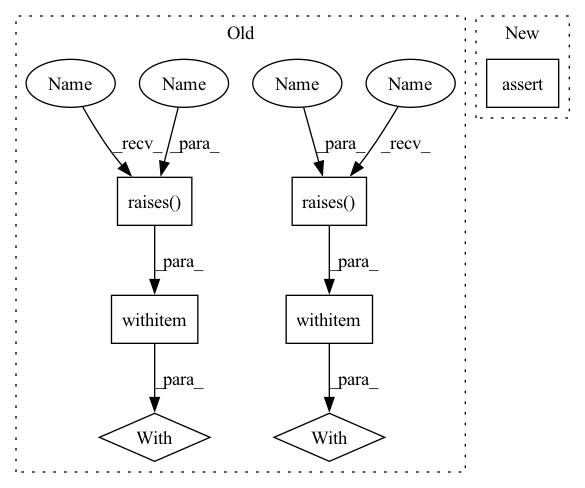 Old
New
Name
Name
Name
Name
assert
_recv_
_para_
_para_
_recv_
raises()
raises()
_para_
_para_
withitem
withitem
_para_
_para_
With
With